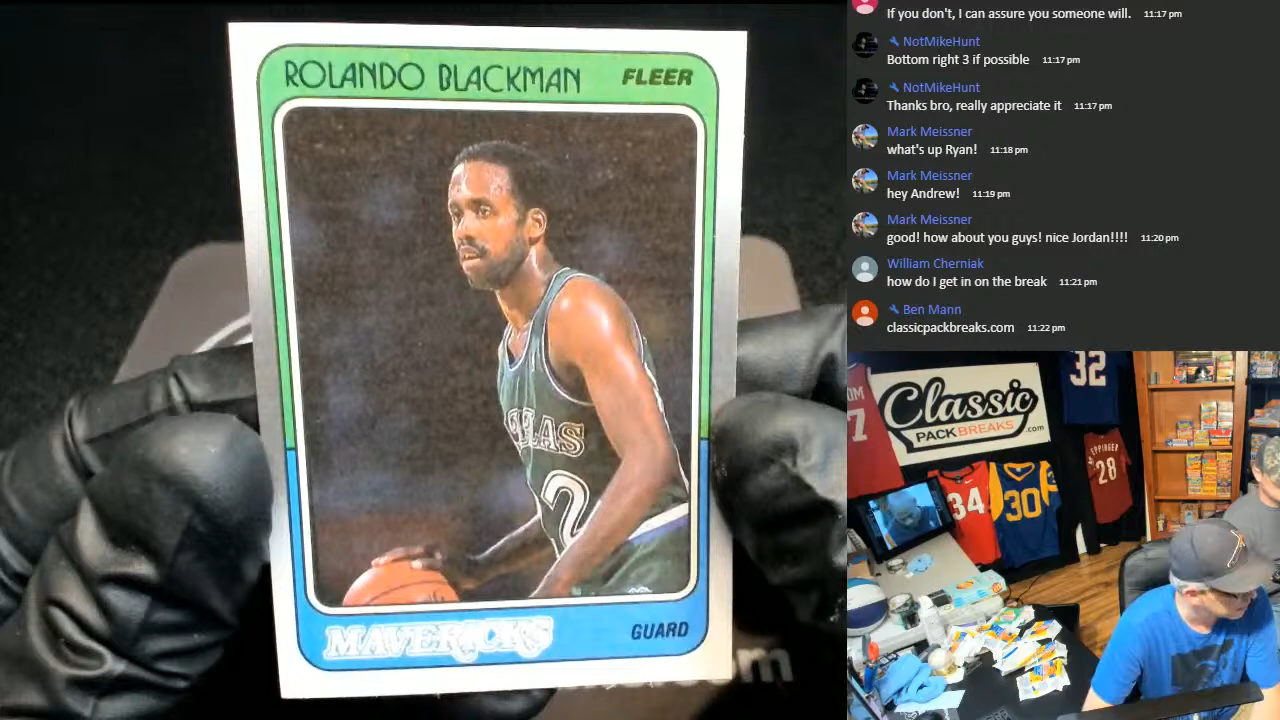 ROLANDO BLACKMAN
FLEER
MAVERICKS
GUARD
If you don't, I can assure you someone will. 11:17 pm
NotMikeHunt
Bottom right 3 if possible 11:17 pm
NotMikeHunt
Thanks bro, really appreciate it 11:17 pm
Mark Meissner
what's up Ryan! 11:18 pm
Mark Meissner
hey Andrew! 11:19 pm
Mark Meissner
good! how about you guys! nice Jordan!!!! 11:20 pm
William Cherniak
how do I get in on the break 11:21 pm
Ben Mann
classicpackbreaks.com 11:22 pm
Classic
PACKBREAKS.com
32
7
34
30
EPPINGER
28
2